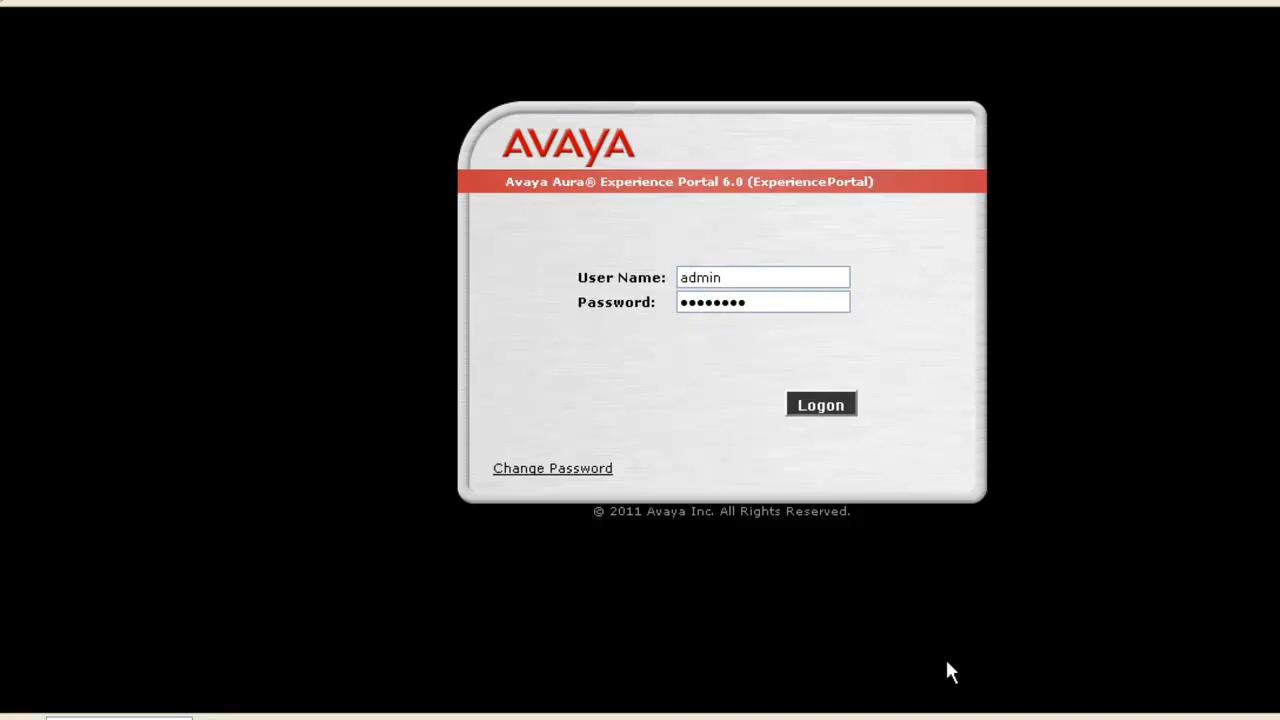 AVAYA
Avaya Aura® Experience Portal 6.0 (ExperiencePortal)
User Name: admin
Password: ••••••••
Logon
Change Password
© 2011 Avaya Inc. All Rights Reserved.